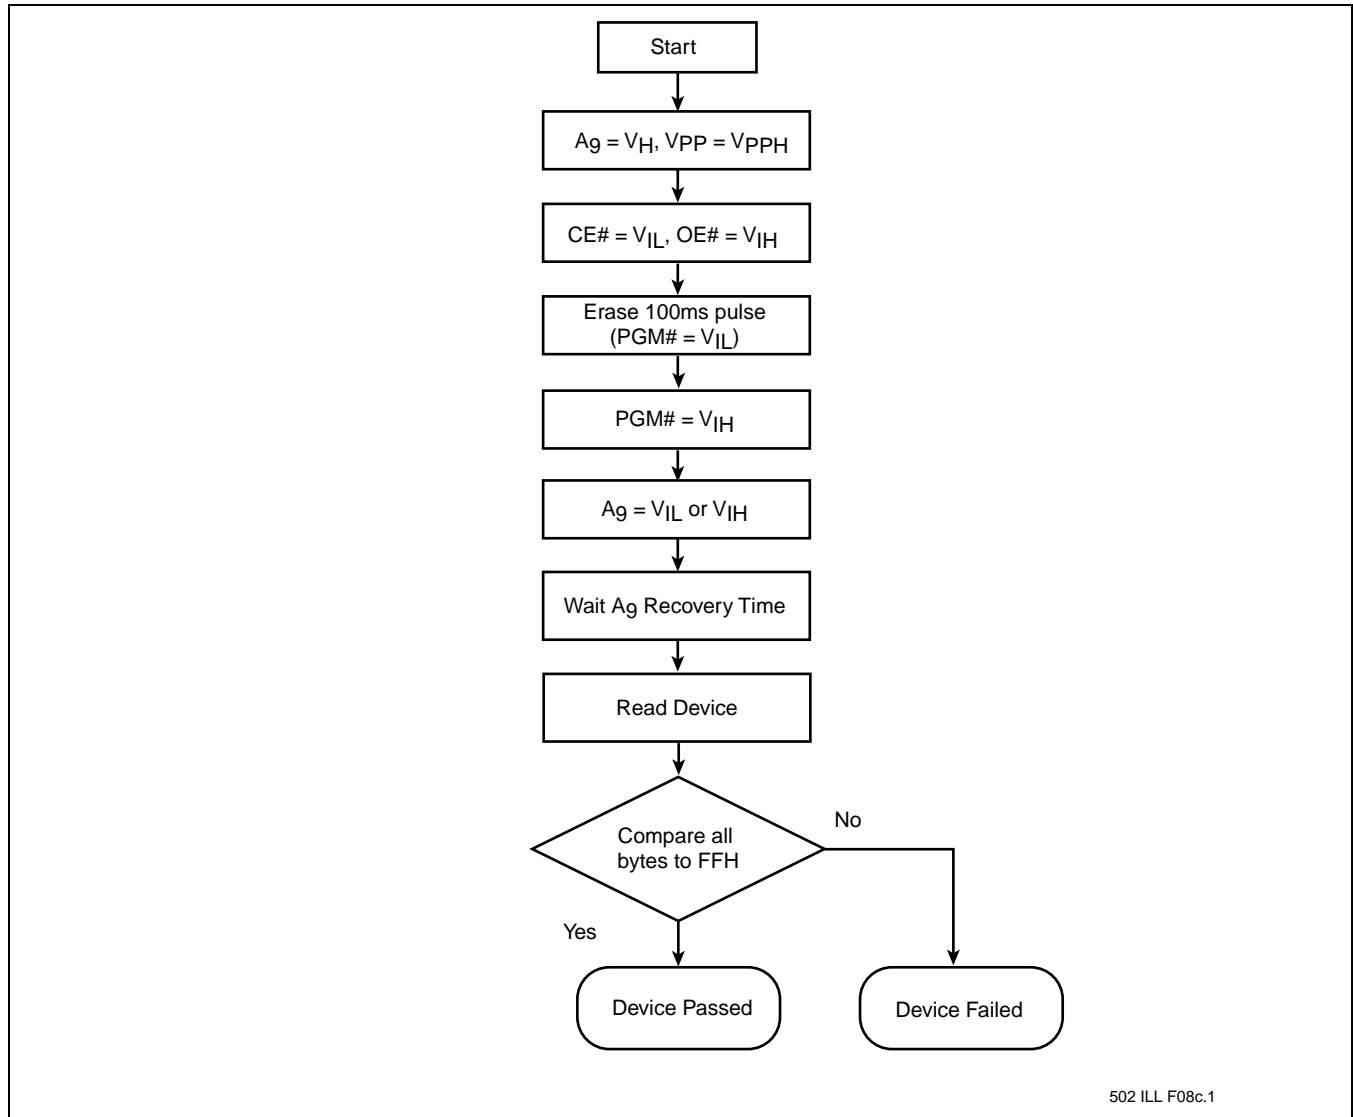 Start
A9 = VH, VPP = VPPH
CE# = VIL, OE# = VIH
Erase 100ms pulse
(PGM# = VIL)
PGM# = VIH
A9 = VIL or VIH
Wait A9 Recovery Time
Read Device
Compare all
bytes to FFH
No
Yes
Device Passed
Device Failed
502 ILL F08c.1